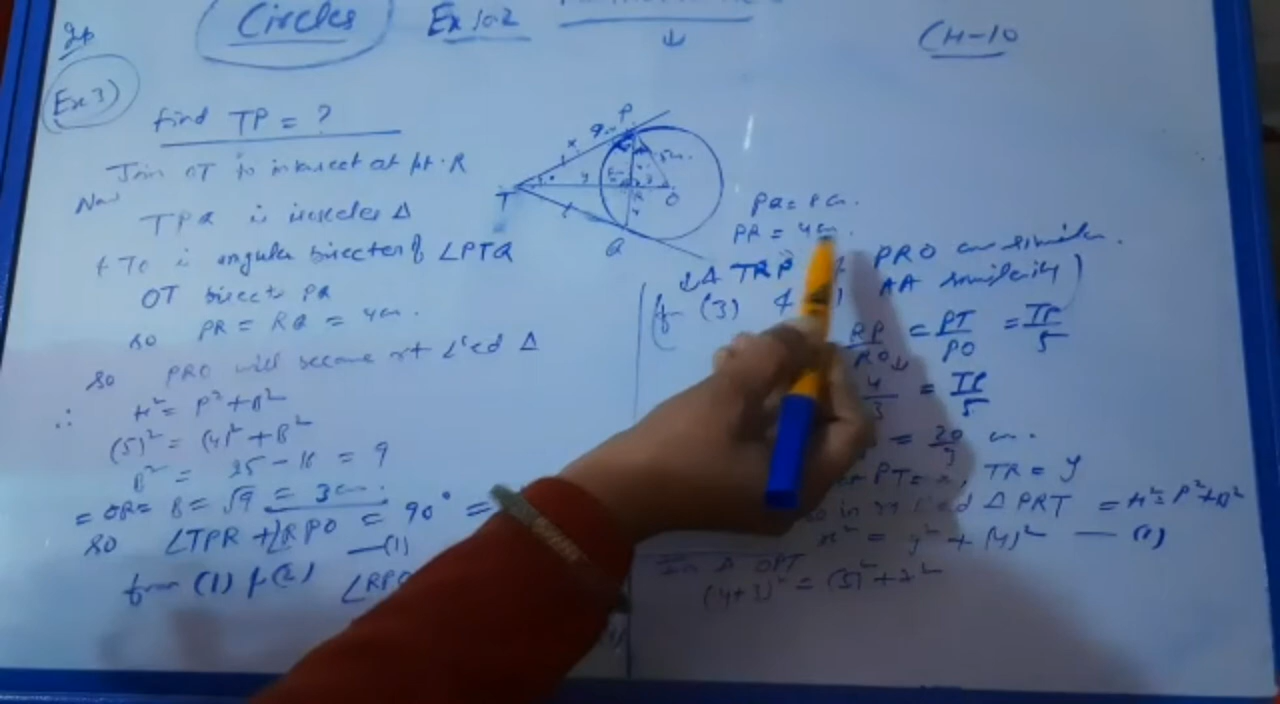 Circles Ex 10.2
CH-10
Ex 3)
find TP = ?
Join OT to intersect at pt. R
Now
TPQ is isosceles Δ
TO is angular bisector of ∠PTQ
OT bisects PQ
so PR = RQ = 4cm.
so PRO will become rt ∠'ed Δ
∴ H² = P² + B²
(5)² = (4)² + B²
B² = 25 - 16 = 9
= OR = B = √9 = 3cm.
so ∠TPR + ∠RPO = 90° =
—(1)
from (1) & (2) ∠RPO
P
T
R
O
Q
x
y
5cm.
PQ = 8cm.
PR = 4cm.
Δ TRP PRO are similar.
(3) AA similarity)
RP/RO = PT/PO = TP/5
4/3 = TP/5
= 20/3 cm.
PT = x, TR = y
in Δ PRT = H² = P² + B²
x² = y² + (4)² — (1)
In Δ OPT
(y+3)² = (5)² + x²